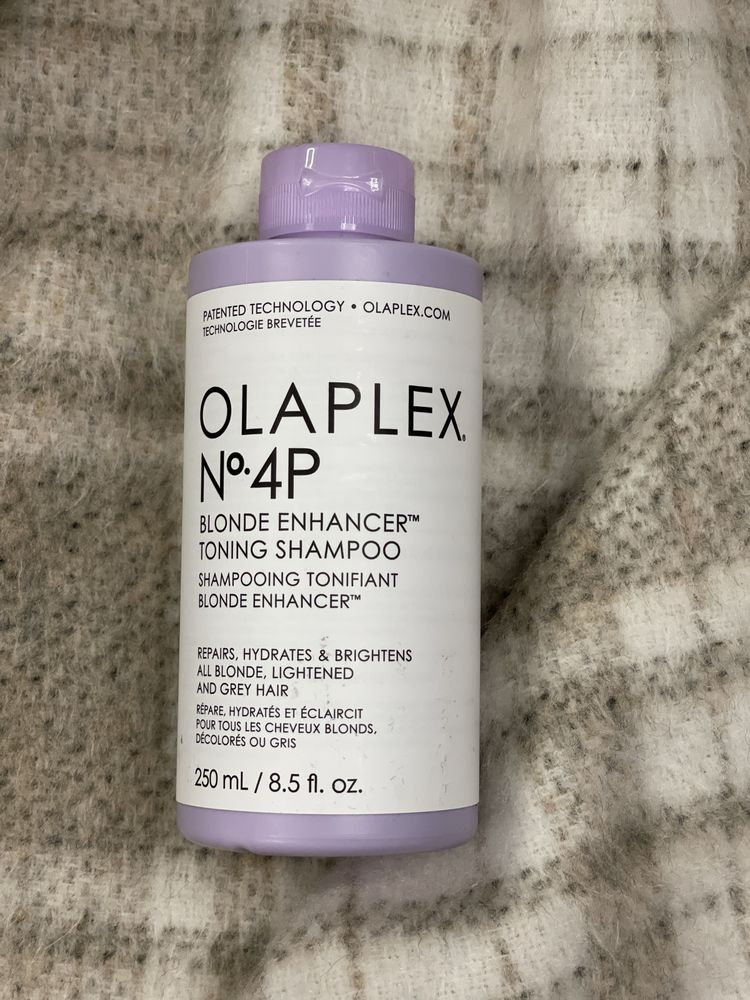 PATENTED TECHNOLOGY • OLAPLEX.COM
TECHNOLOGIE BREVETÉE
OLAPLEX®
Nº.4P
BLONDE ENHANCER™
TONING SHAMPOO
SHAMPOOING TONIFIANT
BLONDE ENHANCER™
REPAIRS, HYDRATES & BRIGHTENS
ALL BLONDE, LIGHTENED
AND GREY HAIR
RÉPARE, HYDRATÉS ET ÉCLAIRCIT
POUR TOUS LES CHEVEUX BLONDS,
DÉCOLORÉS OU GRIS
250 mL / 8.5 fl. oz.